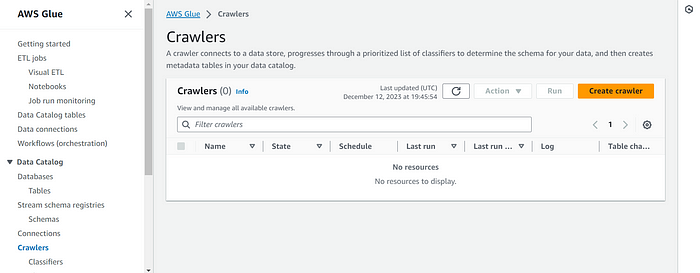 AWS Glue
Getting started
ETL jobs
Visual ETL
Notebooks
Job run monitoring
Data Catalog tables
Data connections
Workflows (orchestration)
Data Catalog
Databases
Tables
Stream schema registries
Schemas
Connections
Crawlers
Classifiers
AWS Glue > Crawlers
Crawlers
A crawler connects to a data store, progresses through a prioritized list of classifiers to determine the schema for your data, and then creates
metadata tables in your data catalog.
Crawlers (0) Info
Last updated (UTC)
December 12, 2023 at 19:45:54
Action
Run
Create crawler
View and manage all available crawlers.
Filter crawlers
1
Name State Schedule Last run Last run ... Log Table cha...
No resources
No resources to display.